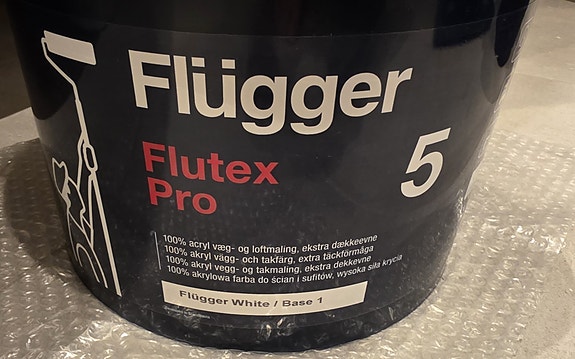 Flügger
Flutex
Pro
5
100% acryl væg- og loftmaling, ekstra dækkeevne
100% akryl vägg- och takfärg, extra täckförmåga
100% akryl vegg- og takmaling, ekstra dekkevne
100% akrylowa farba do ścian i sufitów, wysoka siła krycia
Flügger White / Base 1